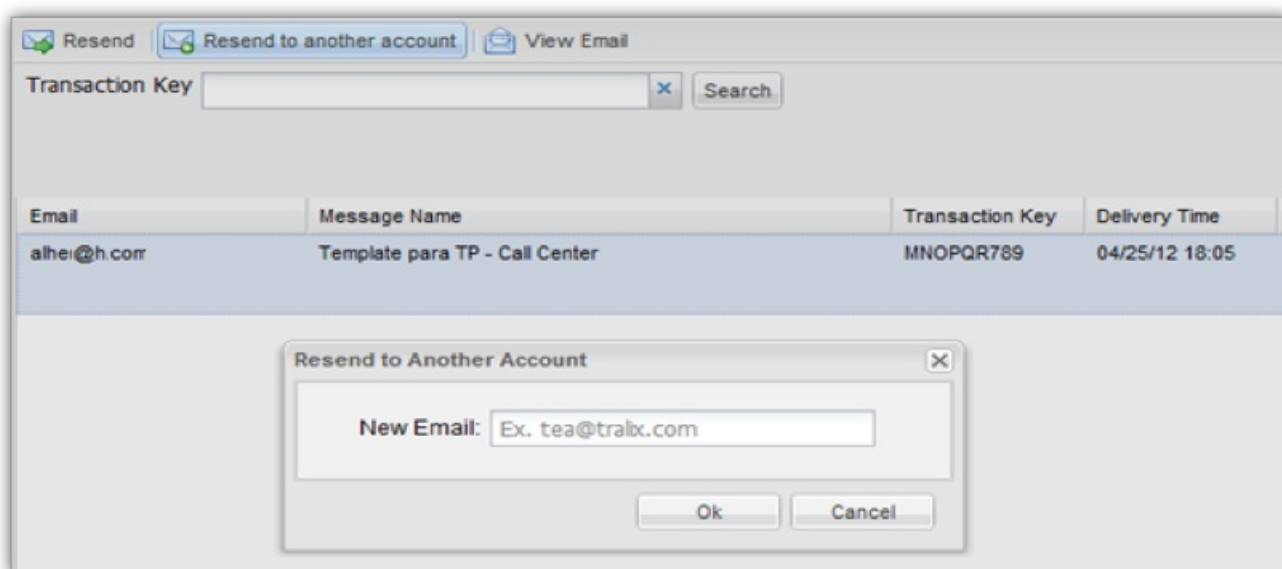 Resend Resend to another account View Email
Transaction Key Search
Email Message Name Transaction Key Delivery Time
Template para TP - Call Center MNOPQR789 04/25/12 18:05
Resend to Another Account
New Email: Ex. tea@tralix.com
Ok Cancel